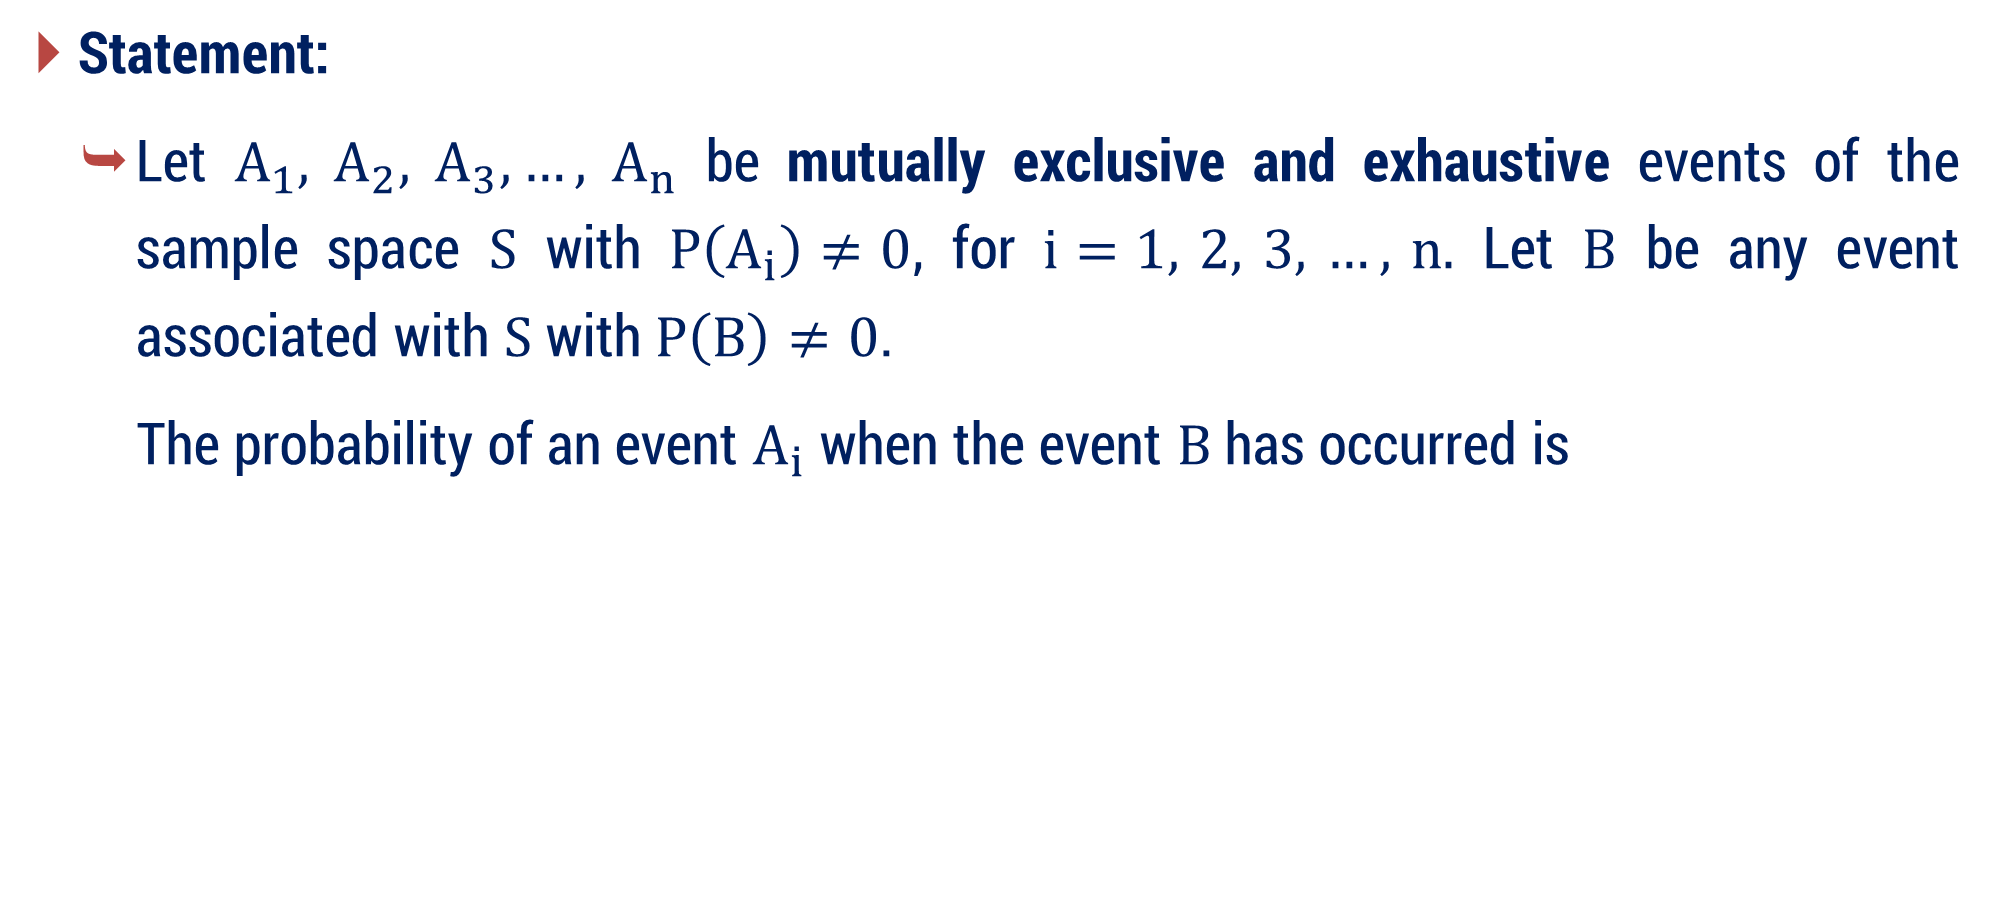 Statement:
Let A₁, A₂, A₃, …, Aₙ be mutually exclusive and exhaustive events of the
sample space S with P(Aᵢ) ≠ 0, for i = 1, 2, 3, …, n. Let B be any event
associated with S with P(B) ≠ 0.
The probability of an event Aᵢ when the event B has occurred is